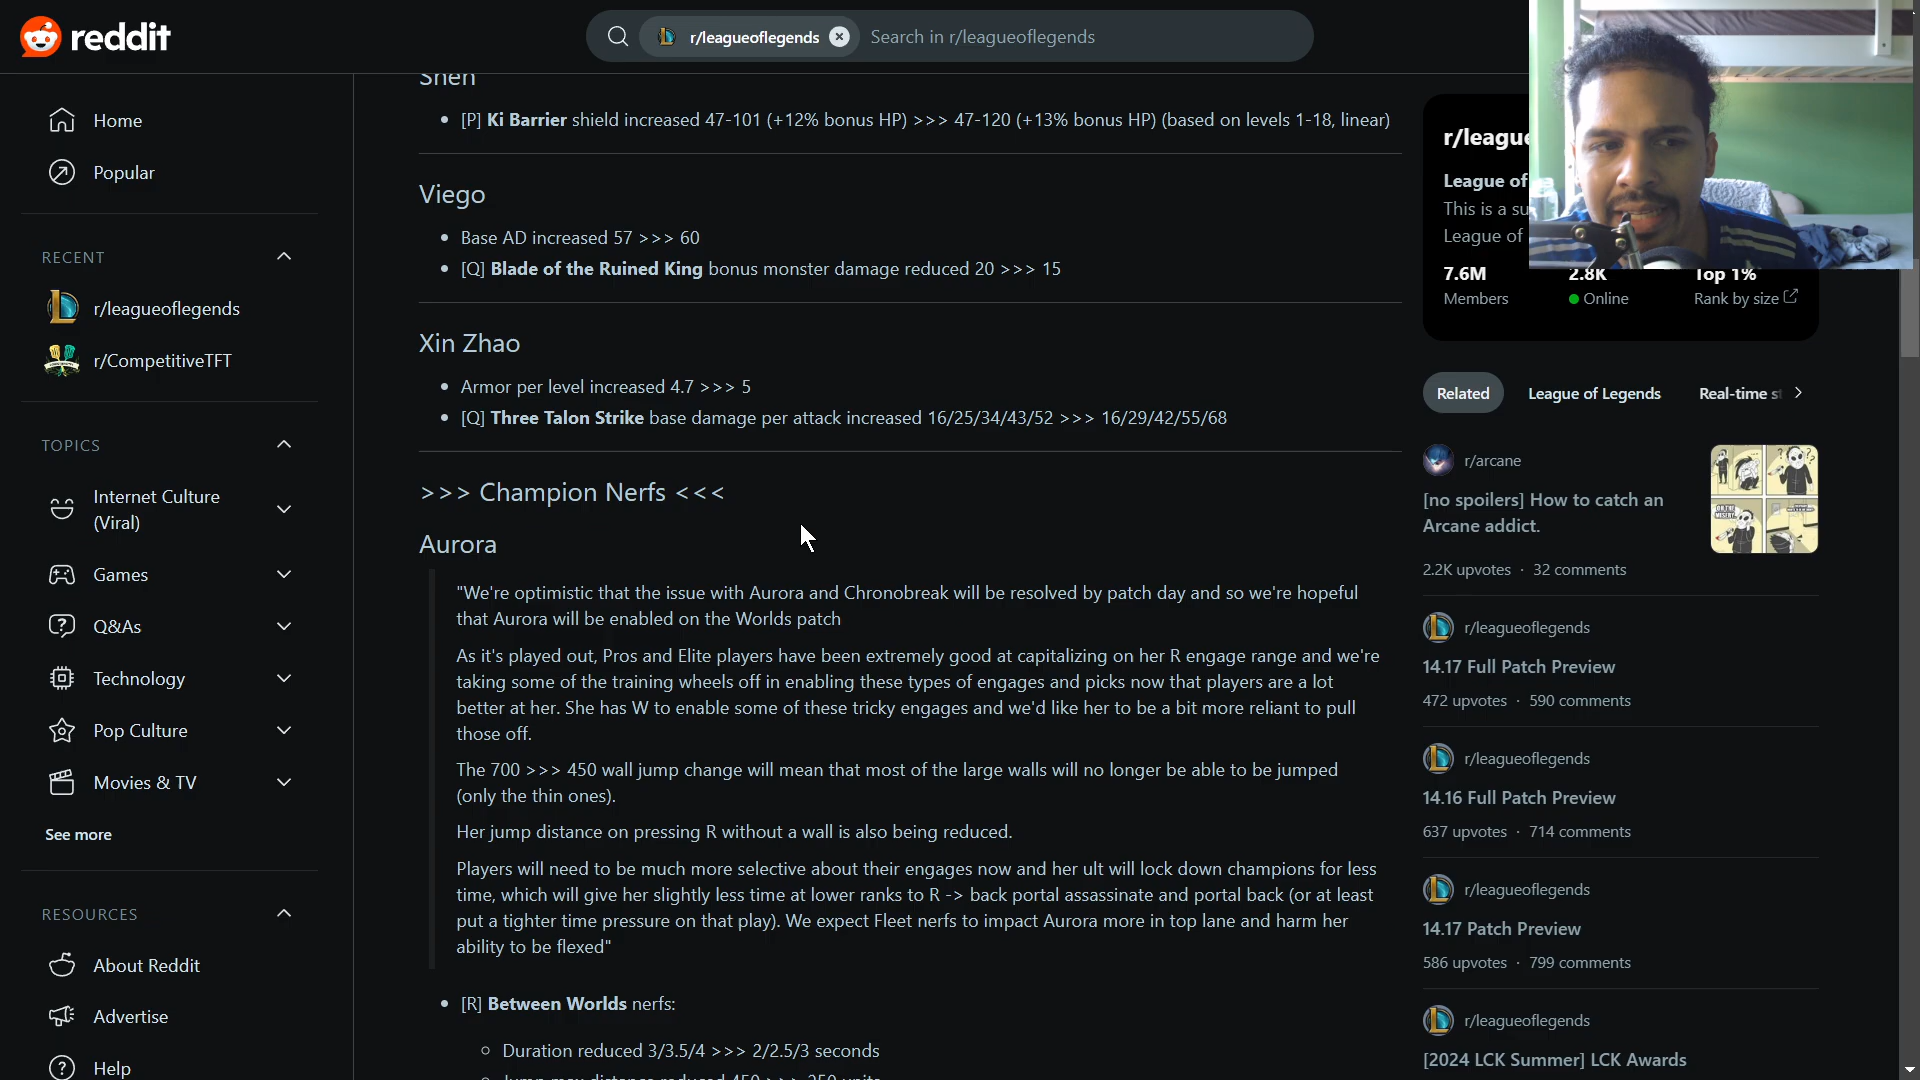 reddit
r/leagueoflegends
Search in r/leagueoflegends
Home
Popular
RECENT
r/leagueoflegends
r/CompetitiveTFT
TOPICS
Internet Culture
(Viral)
Games
Q&As
Technology
Pop Culture
Movies & TV
See more
RESOURCES
About Reddit
Advertise
Help
Shen
• [P] Ki Barrier shield increased 47-101 (+12% bonus HP) >>> 47-120 (+13% bonus HP) (based on levels 1-18, linear)
Viego
• Base AD increased 57 >>> 60
• [Q] Blade of the Ruined King bonus monster damage reduced 20 >>> 15
Xin Zhao
• Armor per level increased 4.7 >>> 5
• [Q] Three Talon Strike base damage per attack increased 16/25/34/43/52 >>> 16/29/42/55/68
>>> Champion Nerfs <<<
Aurora
"We're optimistic that the issue with Aurora and Chronobreak will be resolved by patch day and so we're hopeful
that Aurora will be enabled on the Worlds patch
As it's played out, Pros and Elite players have been extremely good at capitalizing on her R engage range and we're
taking some of the training wheels off in enabling these types of engages and picks now that players are a lot
better at her. She has W to enable some of these tricky engages and we'd like her to be a bit more reliant to pull
those off.
The 700 >>> 450 wall jump change will mean that most of the large walls will no longer be able to be jumped
(only the thin ones).
Her jump distance on pressing R without a wall is also being reduced.
Players will need to be much more selective about their engages now and her ult will lock down champions for less
time, which will give her slightly less time at lower ranks to R -> back portal assassinate and portal back (or at least
put a tighter time pressure on that play). We expect Fleet nerfs to impact Aurora more in top lane and harm her
ability to be flexed"
• [R] Between Worlds nerfs:
Duration reduced 3/3.5/4 >>> 2/2.5/3 seconds
r/leagu
League of
This is a su
League of
7.6M
Members
2.8K
Online
Top 1%
Rank by size
Related
League of Legends
Real-time st
r/arcane
[no spoilers] How to catch an
Arcane addict.
2.2K upvotes · 32 comments
r/leagueoflegends
14.17 Full Patch Preview
472 upvotes · 590 comments
r/leagueoflegends
14.16 Full Patch Preview
637 upvotes · 714 comments
r/leagueoflegends
14.17 Patch Preview
586 upvotes · 799 comments
r/leagueoflegends
[2024 LCK Summer] LCK Awards